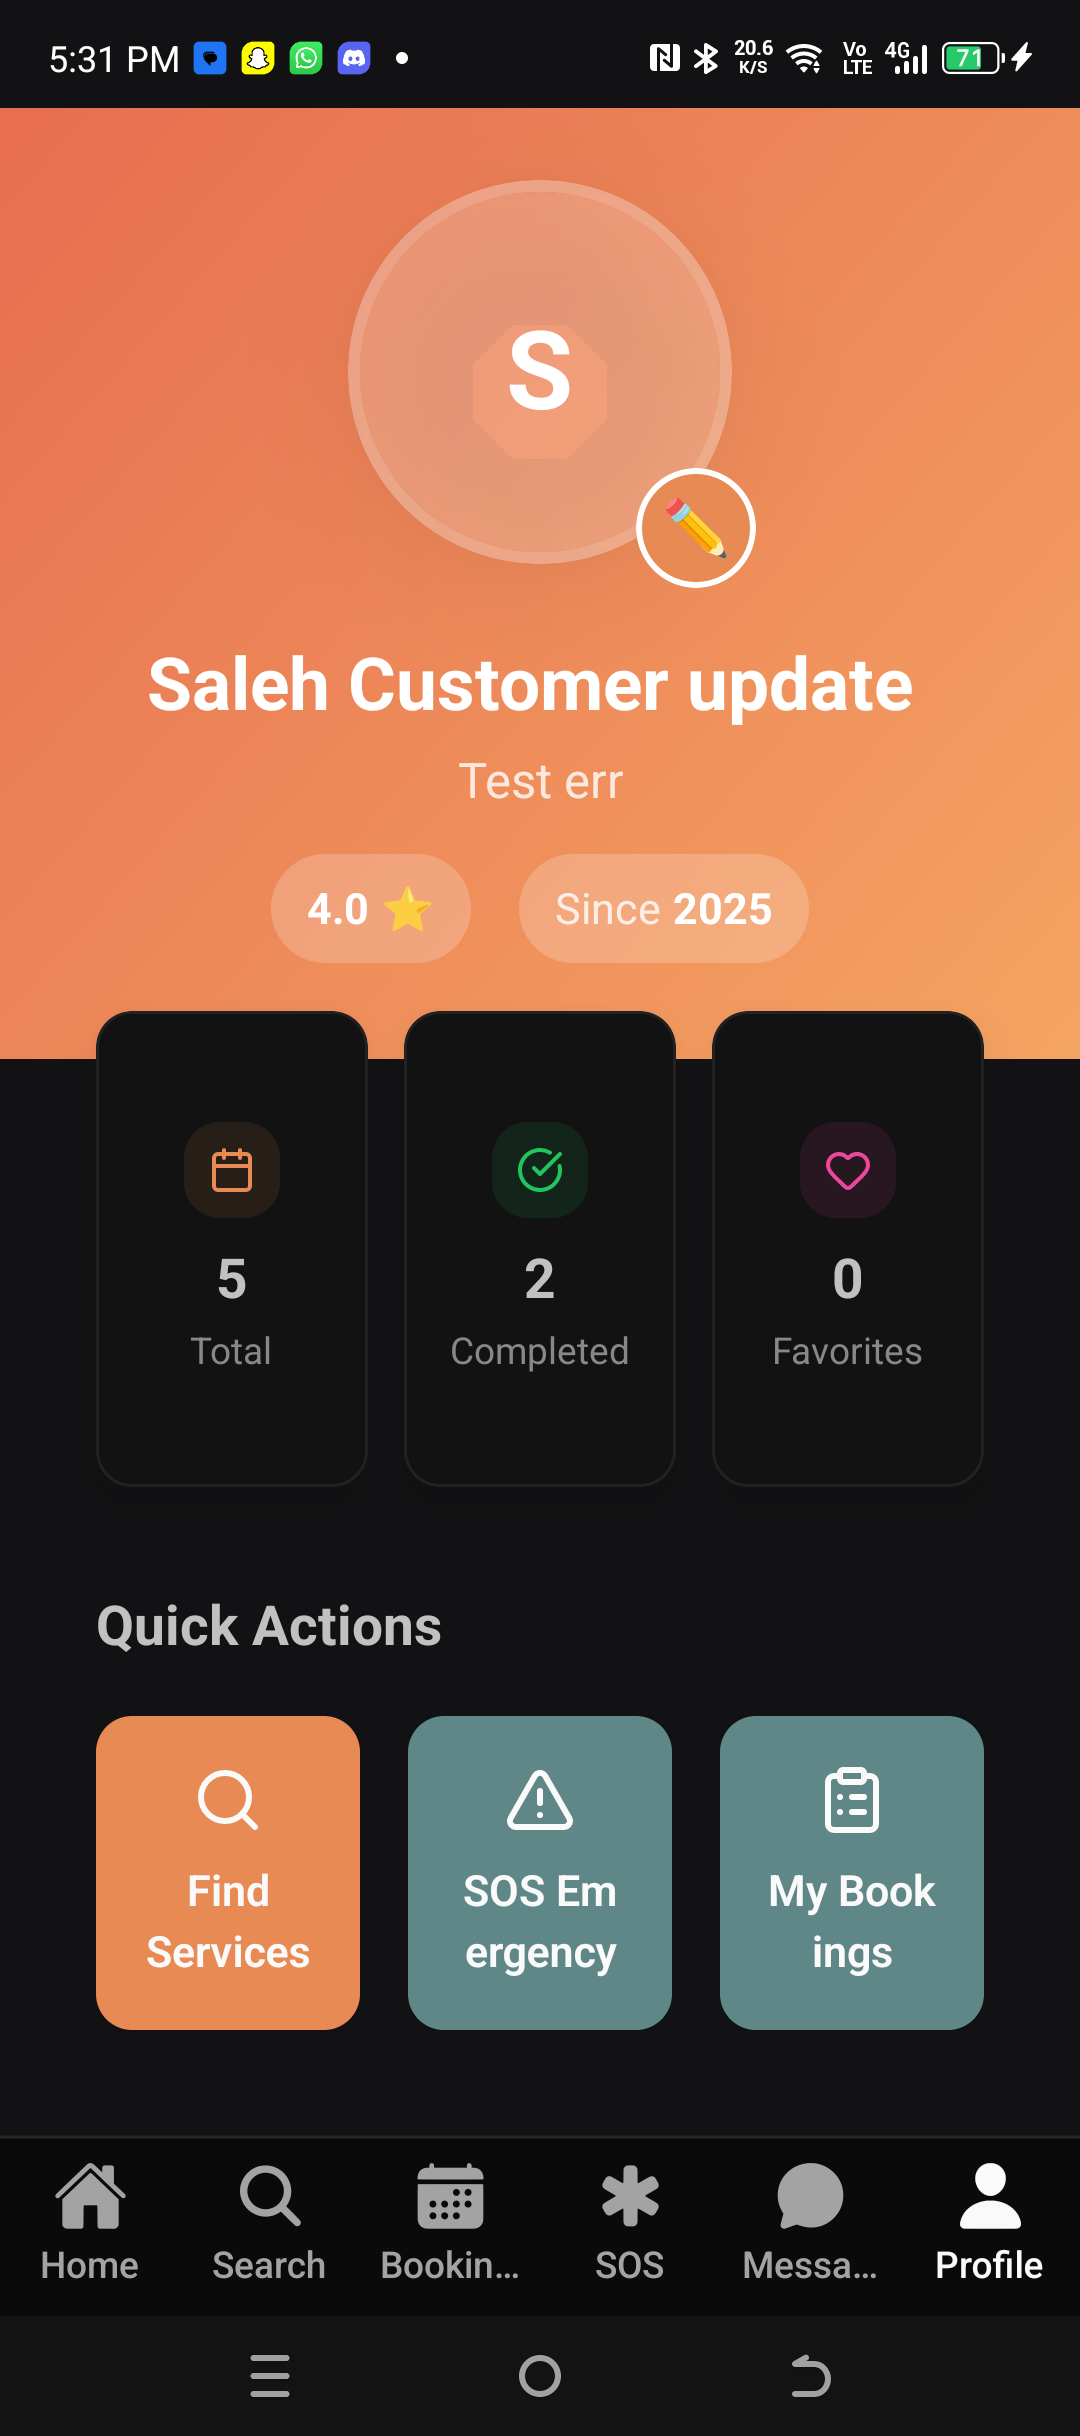 5:31 PM
20.6
K/S
Vo
LTE
4G
71
S
Saleh Customer update
Test err
4.0
Since 2025
5
2
0
Total
Completed
Favorites
Quick Actions
Find
Services
SOS Em
ergency
My Book
ings
Home
Search
Bookin...
SOS
Messa...
Profile